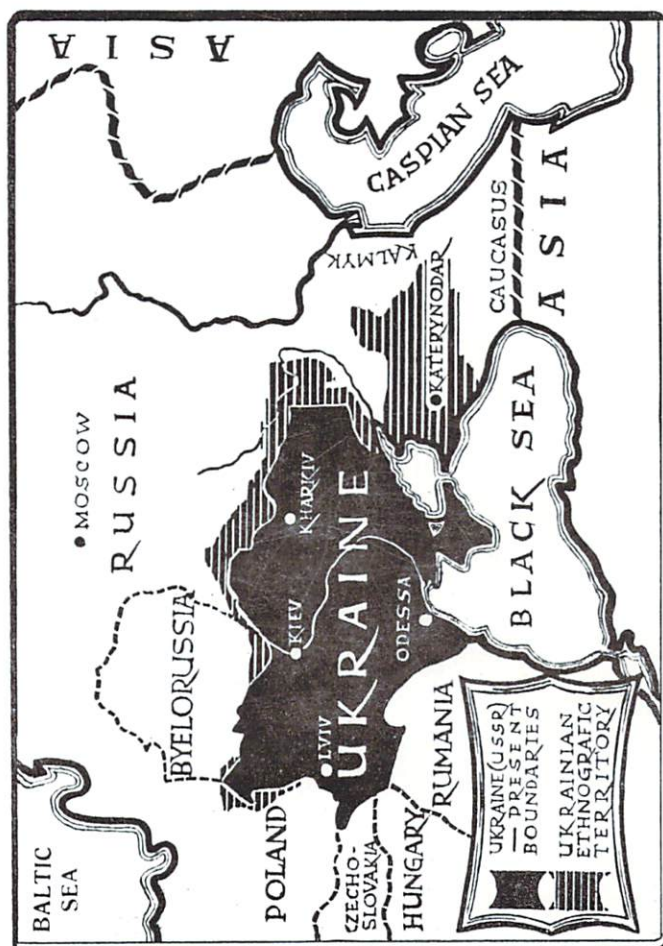 BALTIC
SEA
MOSCOW
RUSSIA
ASIA
BYELORUSSIA
POLAND
CZECHO-
SLOVAKIA
HUNGARY
RUMANIA
KIEV
KHARKIV
LVIV
UKRAINE
ODESSA
KALMYK
KATERYNODAR
CASPIAN SEA
CAUCASUS
ASIA
BLACK SEA
UKRAINE (USSR)
— PRESENT
BOUNDARIES
UKRAINIAN
ETHNOGRAFIC
TERRITORY